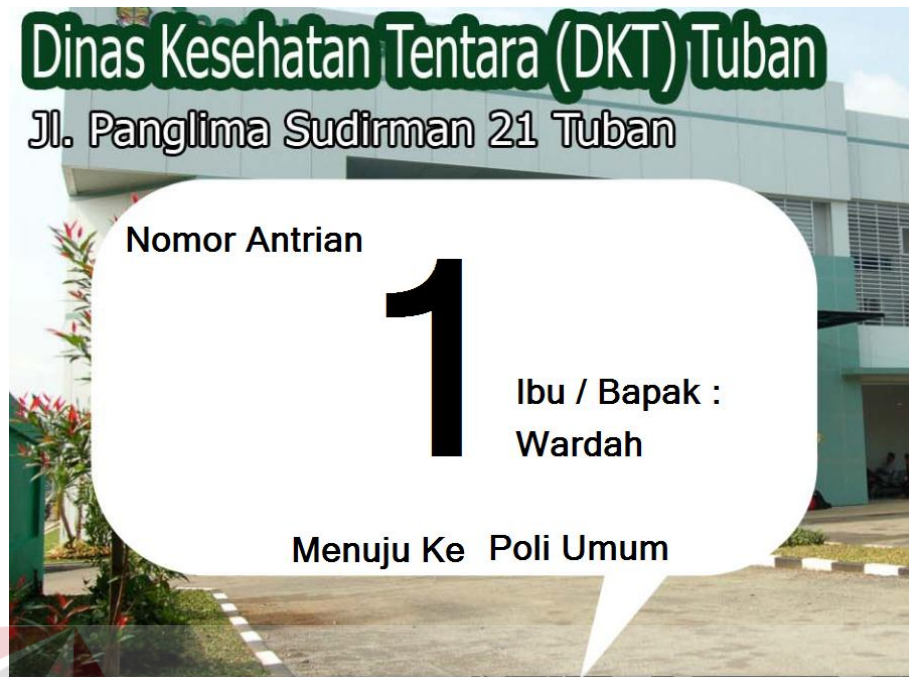 Dinas Kesehatan Tentara (DKT) Tuban
Jl. Panglima Sudirman 21 Tuban
Nomor Antrian
1
Ibu / Bapak :
Wardah
Menuju Ke Poli Umum